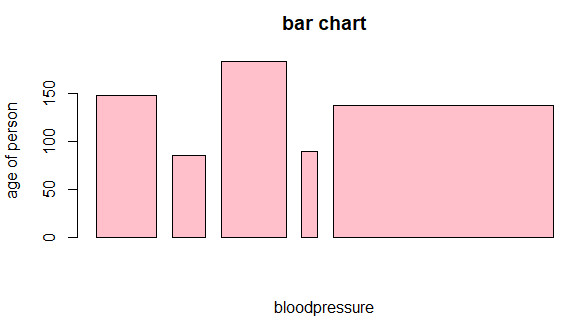 bar chart
age of person
150
100
50
0
bloodpressure